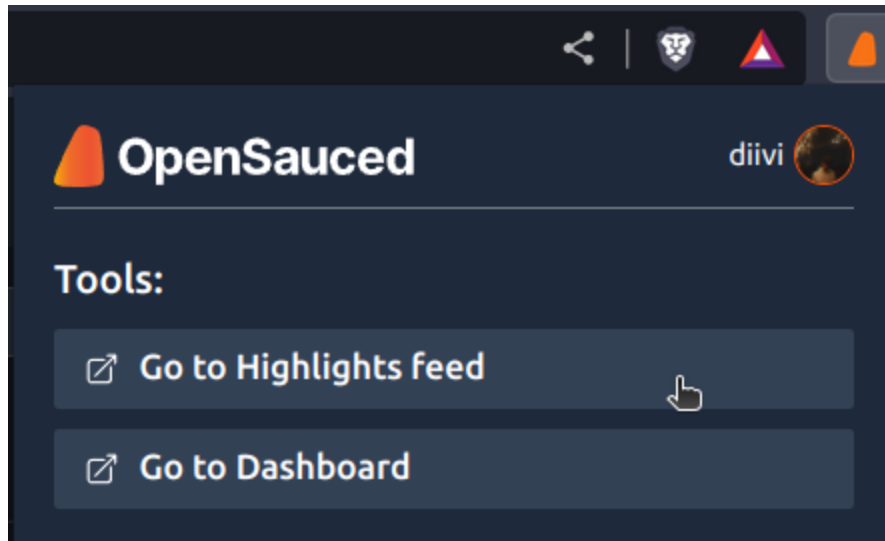 OpenSauced
diivi
Tools:
Go to Highlights feed
Go to Dashboard